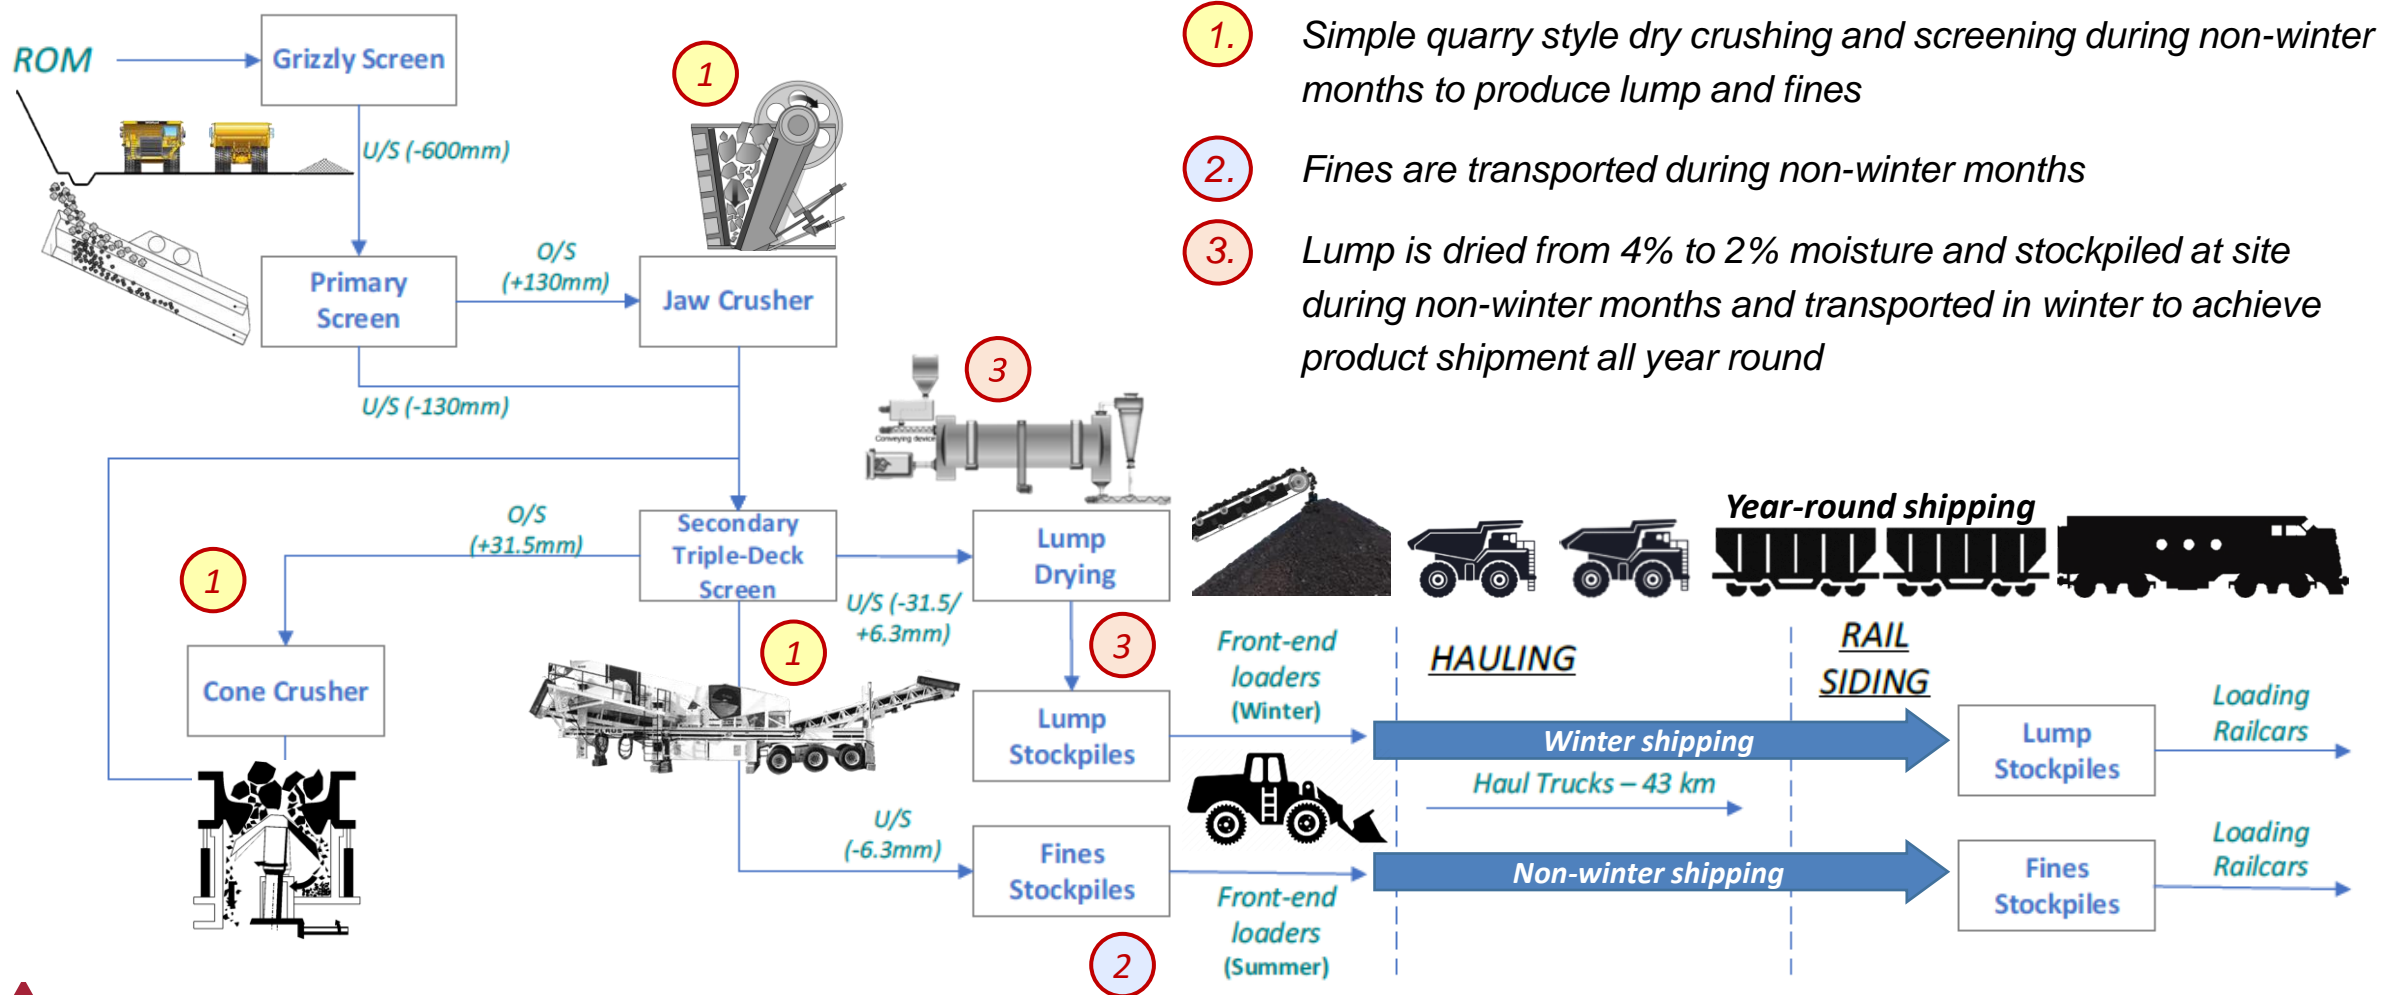 ROM
Grizzly Screen
U/S (-600mm)
Primary
Screen
O/S
(+130mm)
1
Jaw Crusher
U/S (-130mm)
3
Conveying device
O/S
(+31.5mm)
1
Cone Crusher
Secondary
Triple-Deck
Screen
U/S (-31.5/
+6.3mm)
1
ELRUS
Lump
Drying
3
Lump
Stockpiles
U/S
(-6.3mm)
Fines
Stockpiles
2
1. Simple quarry style dry crushing and screening during non-winter
months to produce lump and fines
2. Fines are transported during non-winter months
3. Lump is dried from 4% to 2% moisture and stockpiled at site
during non-winter months and transported in winter to achieve
product shipment all year round
Year-round shipping
Front-end
loaders
(Winter)
HAULING
RAIL
SIDING
Winter shipping
Haul Trucks – 43 km
Lump
Stockpiles
Loading
Railcars
Non-winter shipping
Front-end
loaders
(Summer)
Fines
Stockpiles
Loading
Railcars